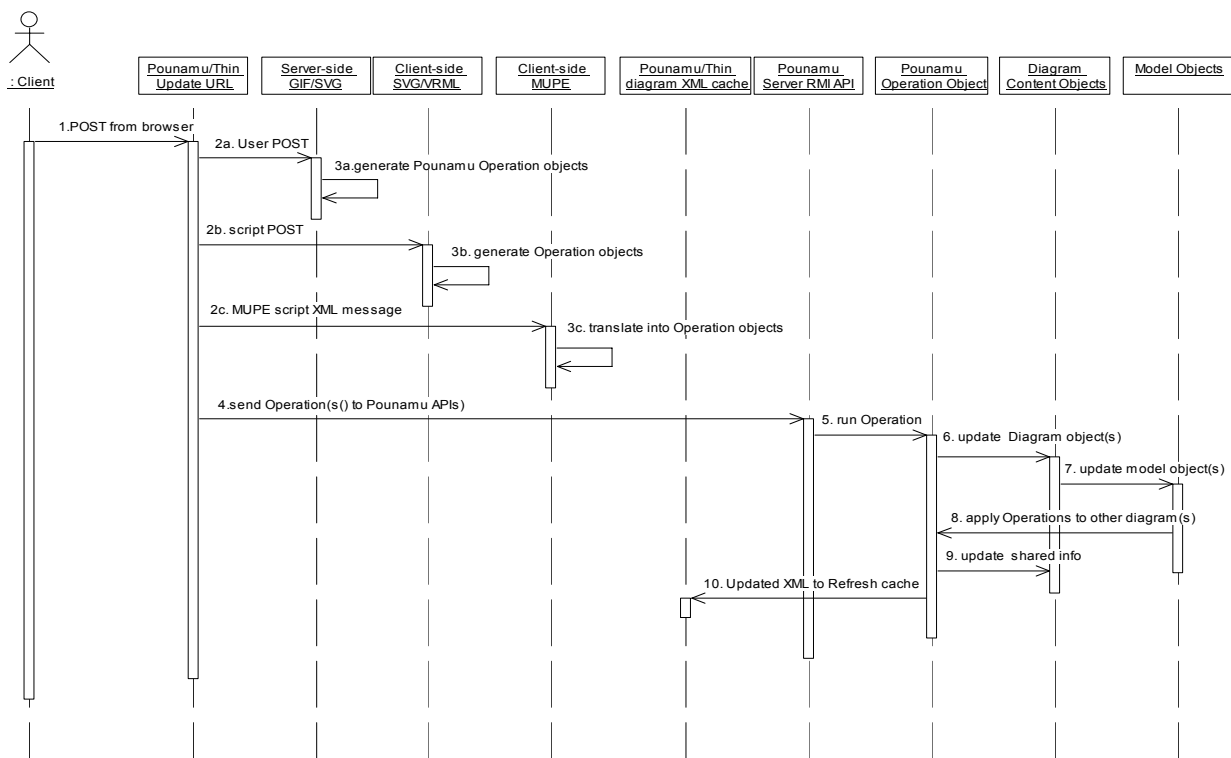 : Client
Pounamu/Thin
Update URL
Server-side
GIF/SVG
Client-side
SVG/VRML
Client-side
MUPE
Pounamu/Thin
diagram XML cache
Pounamu
Server RMI API
Pounamu
Operation Object
Diagram
Content Objects
Model Objects
1.POST from browser
2a. User POST
3a.generate Pounamu Operation objects
2b. script POST
3b. generate Operation objects
2c. MUPE script XML message
3c. translate into Operation objects
4.send Operation(s() to Pounamu APIs)
5. run Operation
6. update Diagram object(s)
7. update model object(s)
8. apply Operations to other diagram(s)
9. update shared info
10. Updated XML to Refresh cache